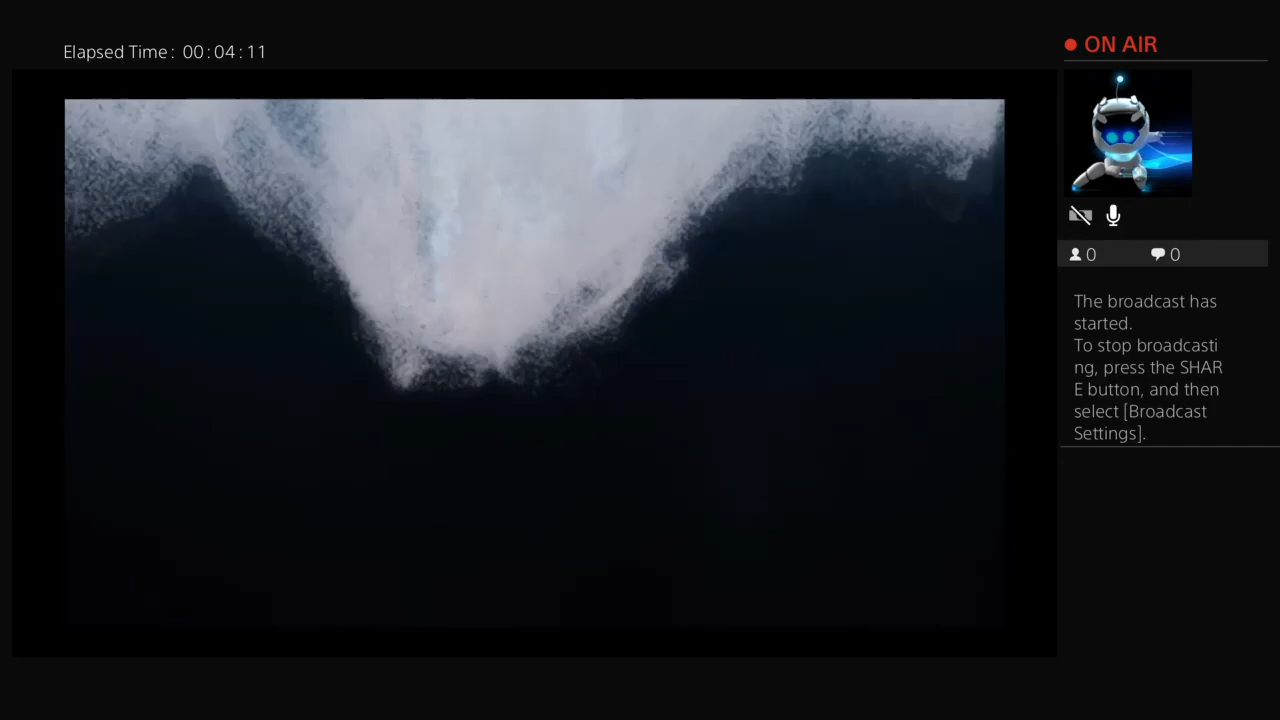 Elapsed Time: 00:04:11
ON AIR
0 0
The broadcast has
started.
To stop broadcasti
ng, press the SHAR
E button, and then
select [Broadcast
Settings].